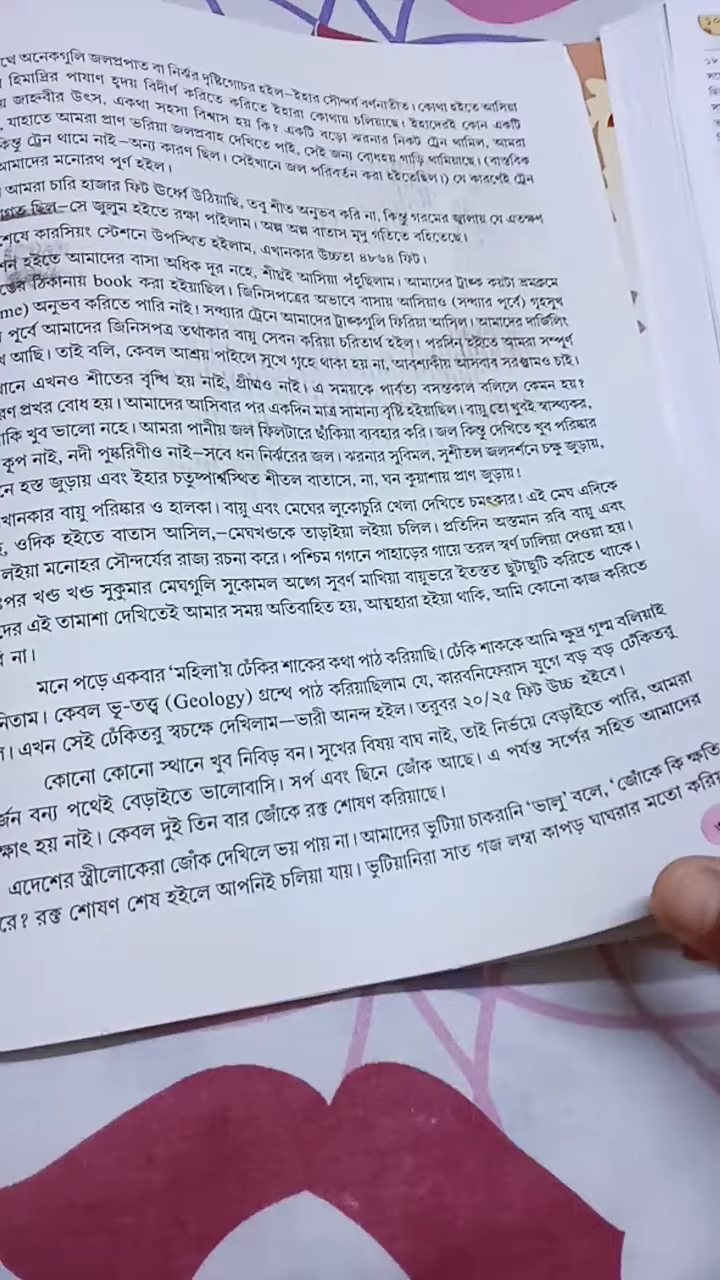 থে অনেকগুলি জলপ্রপাত বা নির্ঝর দৃষ্টিগোচর হইল–ইহার সৌন্দর্য বর্ণনাতীত। কোথা হইতে আসিয়া
হিমাদ্রির পাষাণ হৃদয় বিদীর্ণ করিতে করিতে ইহারা কোথায় চলিয়াছে। ইহাদেরই কোন একটি
জাহ্নবীর উৎস, একথা সহসা বিশ্বাস হয় কি? একটি বড়ো ঝরনার নিকট ট্রেন থামিল, আমরা
যাহাতে আমরা প্রাণ ভরিয়া জলপ্রবাহ দেখিতে পাই, সেই জন্য বোধহয় গাড়ি থামিয়াছে। (বাস্তবিক
কিন্তু ট্রেন থামে নাই–অন্য কারণ ছিল। সেইখানে জল পরিবর্তন করা হইতেছিল।) যে কারণেই ট্রেন
আমাদের মনোরথ পূর্ণ হইল।
আমরা চারি হাজার ফিট ঊর্ধ্বে উঠিয়াছি, তবু শীত অনুভব করি না, কিন্তু গরমের জ্বালায় যে এতক্ষণ
গত ছিল–সে জুলুম হইতে রক্ষা পাইলাম। অল্প অল্প বাতাস মৃদু গতিতে বহিতেছে।
শেষে কারসিয়ং স্টেশনে উপস্থিত হইলাম, এখানকার উচ্চতা ৪৮৬৪ ফিট।
শন হইতে আমাদের বাসা অধিক দূর নহে, শীঘ্রই আসিয়া পঁহুছিলাম। আমাদের ট্রাঙ্ক কয়টা ভ্রমক্রমে
ঠিকানায় book করা হইয়াছিল। জিনিসপত্রের অভাবে বাসায় আসিয়াও (সন্ধ্যার পূর্বে) গৃহসুখ
me) অনুভব করিতে পারি নাই। সন্ধ্যার ট্রেনে আমাদের ট্রাঙ্কগুলি ফিরিয়া আসিল। আমাদের দার্জিলিং
পূর্বে আমাদের জিনিসপত্র তথাকার বায়ু সেবন করিয়া চরিতার্থ হইল। পরদিন হইতে আমরা সম্পূর্ণ
আছি। তাই বলি, কেবল আশ্রয় পাইলে সুখে গৃহে থাকা হয় না, আবশ্যকীয় আসবাব সরঞ্জামও চাই।
খানে এখনও শীতের বৃদ্ধি হয় নাই, গ্রীষ্মও নাই। এ সময়কে পার্বত্য বসন্তকাল বলিলে কেমন হয়?
রণ প্রখর বোধ হয়। আমাদের আসিবার পর একদিন মাত্র সামান্য বৃষ্টি হইয়াছিল। বায়ু তো খুবই স্বাস্থ্যকর,
কি খুব ভালো নহে। আমরা পানীয় জল ফিলটারে ছাঁকিয়া ব্যবহার করি। জল কিন্তু দেখিতে খুব পরিষ্কার
কূপ নাই, নদী পুষ্করিণীও নাই–সবে ধন নির্ঝরের জল। ঝরনার সুবিমল, সুশীতল জলদর্শনে চক্ষু জুড়ায়,
নে হস্ত জুড়ায় এবং ইহার চতুষ্পার্শ্বস্থিত শীতল বাতাসে, না, ঘন কুয়াশায় প্রাণ জুড়ায়!
খানকার বায়ু পরিষ্কার ও হালকা। বায়ু এবং মেঘের লুকোচুরি খেলা দেখিতে চমৎকার। এই মেঘ এদিকে
, ওদিক হইতে বাতাস আসিল,–মেঘখণ্ডকে তাড়াইয়া লইয়া চলিল। প্রতিদিন অস্তমান রবি বায়ু এবং
লইয়া মনোহর সৌন্দর্যের রাজ্য রচনা করে। পশ্চিম গগনে পাহাড়ের গায়ে তরল স্বর্ণ ঢালিয়া দেওয়া হয়।
পর খণ্ড খণ্ড সুকুমার মেঘগুলি সুকোমল অঙ্গে সুবর্ণ মাখিয়া বায়ুভরে ইতস্তত ছুটাছুটি করিতে থাকে।
দের এই তামাশা দেখিতেই আমার সময় অতিবাহিত হয়, আত্মহারা হইয়া থাকি, আমি কোনো কাজ করিতে
না।
মনে পড়ে একবার ‘মহিলা’য় ঢেঁকির শাকের কথা পাঠ করিয়াছি। ঢেঁকি শাককে আমি ক্ষুদ্র গুল্ম বলিয়াই
নিতাম। কেবল ভূ-তত্ত্ব (Geology) গ্রন্থে পাঠ করিয়াছিলাম যে, কারবনিফেরাস যুগে বড় বড় ঢেঁকিতরু
। এখন সেই ঢেঁকিতরু স্বচক্ষে দেখিলাম–ভারী আনন্দ হইল। তরুবর ২০/২৫ ফিট উচ্চ হইবে।
কোনো কোনো স্থানে খুব নিবিড় বন। সুখের বিষয় বাঘ নাই, তাই নির্ভয়ে বেড়াইতে পারি, আমরা
র্জন বন্য পথেই বেড়াইতে ভালোবাসি। সর্প এবং ছিনে জোঁক আছে। এ পর্যন্ত সর্পের সহিত আমাদের
ক্ষাৎ হয় নাই। কেবল দুই তিন বার জোঁকে রক্ত শোষণ করিয়াছে।
এদেশের স্ত্রীলোকেরা জোঁক দেখিলে ভয় পায় না। আমাদের ভুটিয়া চাকরানি ‘ভালু’ বলে, ‘জোঁকে কি ক্ষতি
রে? রক্ত শোষণ শেষ হইলে আপনিই চলিয়া যায়। ভুটিয়ানিরা সাত গজ লম্বা কাপড় ঘাঘরার মতো করি